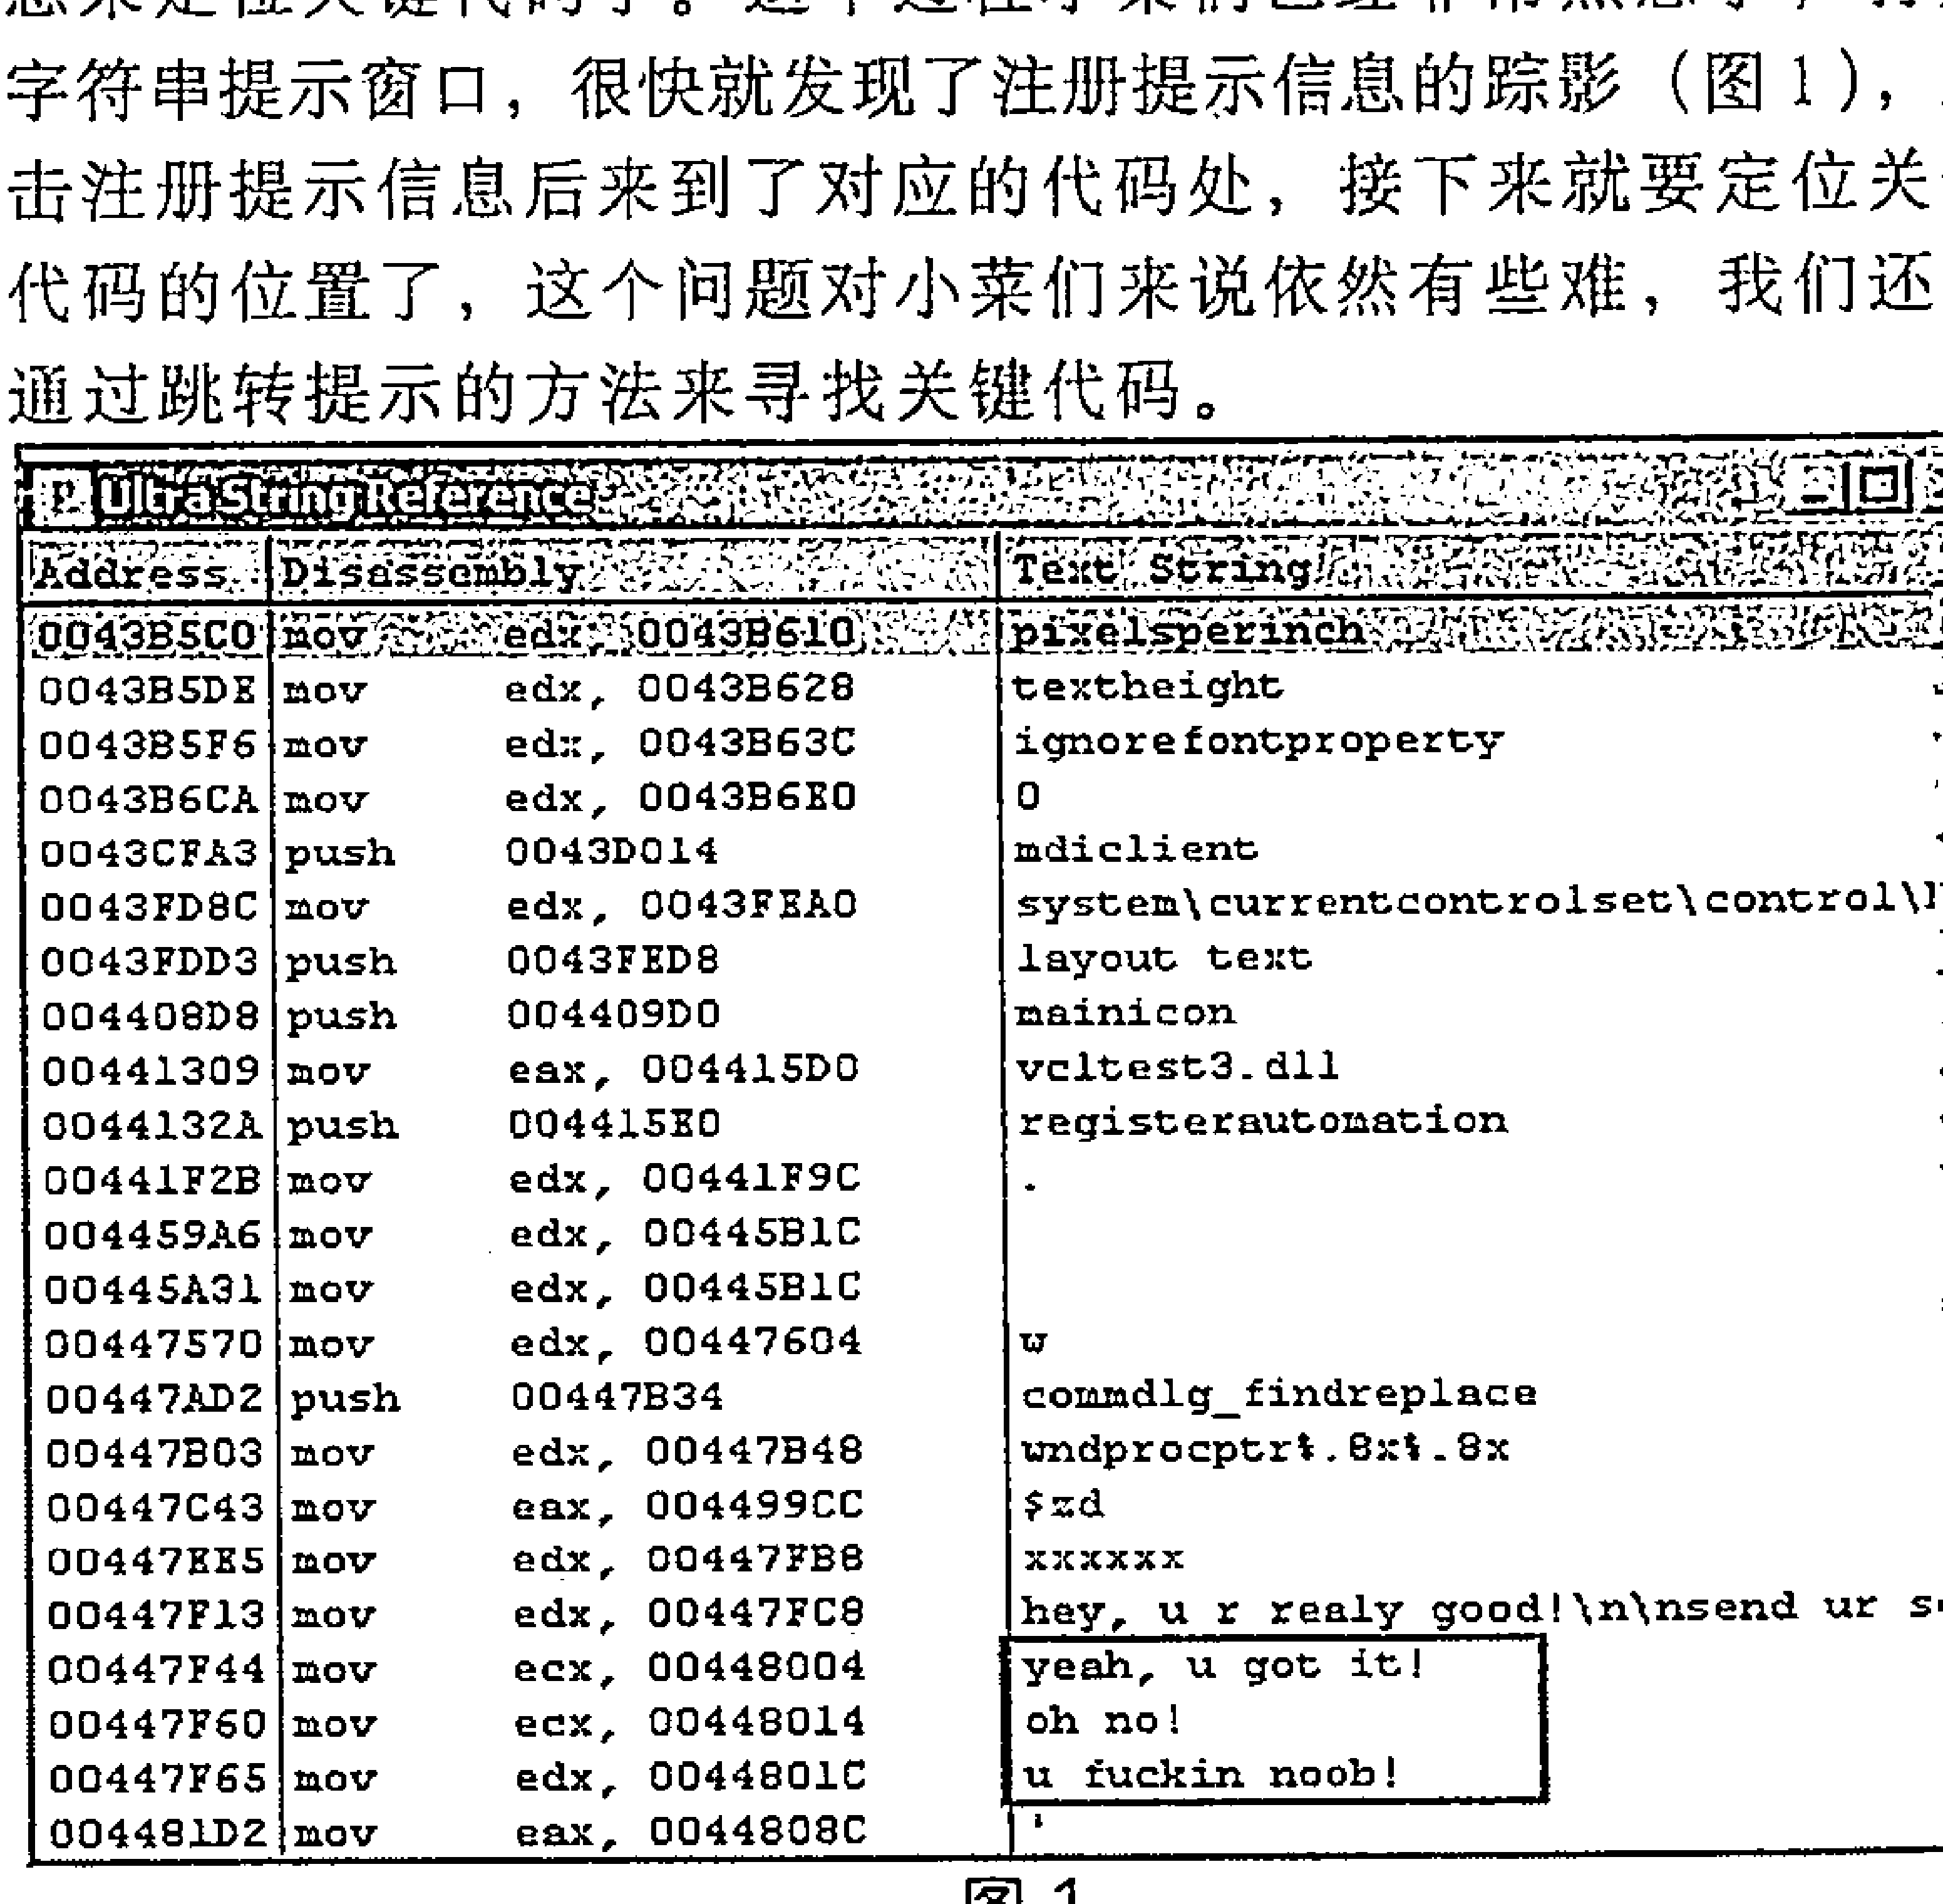 字符串提示窗口，很快就发现了注册提示信息的踪影（图1），
击注册提示信息后来到了对应的代码处，接下来就要定位关
代码的位置了，这个问题对小菜们来说依然有些难，我们还
通过跳转提示的方法来寻找关键代码。
Ultra String Reference
Address Disassembly Text String
0043B5C0 mov edx, 0043B610 pixelsperinch
0043B5DE mov edx, 0043B628 textheight
0043B5F6 mov edx, 0043B63C ignorefontproperty
0043B6CA mov edx, 0043B6E0 0
0043CFA3 push 0043D014 mdiclient
0043FD8C mov edx, 0043FEA0 system\currentcontrolset\control\
0043FDD3 push 0043FED8 layout text
004408D8 push 004409D0 mainicon
00441309 mov eax, 004415D0 vcltest3.dll
0044132A push 004415E0 registerautomation
00441F2B mov edx, 00441F9C .
004459A6 mov edx, 00445B1C
00445A31 mov edx, 00445B1C
00447570 mov edx, 00447604 w
00447AD2 push 00447B34 commdlg_findreplace
00447B03 mov edx, 00447B48 wndprocptr%.8x%.8x
00447C43 mov eax, 004499CC $zd
00447EE5 mov edx, 00447FB8 xxxxxx
00447F13 mov edx, 00447FC8 hey, u r realy good!\n\nsend ur s
00447F44 mov ecx, 00448004 yeah, u got it!
00447F60 mov ecx, 00448014 oh no!
00447F65 mov edx, 0044801C u fuckin noob!
004481D2 mov eax, 0044808C '
图 1